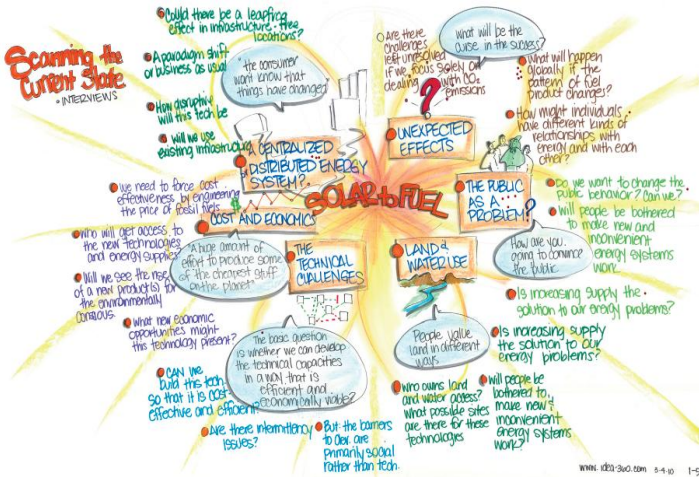 Scanning the
Current State
• INTERVIEWS
Could there be a leapfrog
effect in infrastructure-free
locations?
A paradigm shift
or business as usual
How disruptive
will this tech be
Will we use
existing infrastructure
"the consumer
wont know that
things have changed"
A CENTRALIZED
DISTRIBUTED ENERGY
SYSTEM?
Are there
challenges
left unresolved
if we focus solely on
dealing with CO2
emissions
?
what will be the
curse in the success?
What will happen
globally if the
pattern of fuel
product changes?
How might individuals
have different kinds of
relationships with
energy and with each
other?
UNEXPECTED
EFFECTS
SOLAR to FUEL
we need to force cost
effectiveness by engineering
the price of fossil fuels
COST AND ECONOMICS
Who will get access to
the new technologies
and energy supplies
Will we see the rise
of a new product(s) for
the environmentally
conscious.
What new economic
opportunities might
this technology present?
"A huge amount of
effort to produce some
of the cheapest stuff
on the planet"
THE
TECHNICAL
CHALLENGES
The basic question
is whether we can develop
the technical capacities
in a way that is
efficient and
economically viable?
CAN we
build this tech
so that it is cost-
effective and efficient?
Are there intermittency
issues?
But the barriers
to dev. are
primarily social
rather than tech.
THE PUBLIC
AS A
PROBLEM?
Do we want to change the
public behavior? Can we?
Will people be bothered
to make new and
inconvenient
energy systems
work
How are you
going to convince
the public
Is increasing supply the
solution to our energy problems?
LAND &
WATER USE
People value
land in different
ways
Is increasing supply
the solution to our
energy problems?
Who owns land
and water access?
What possible sites
are there for these
technologies
Will people be
bothered to
make new &
inconvenient
energy systems
work?
www.idea-360.com 3-4-10